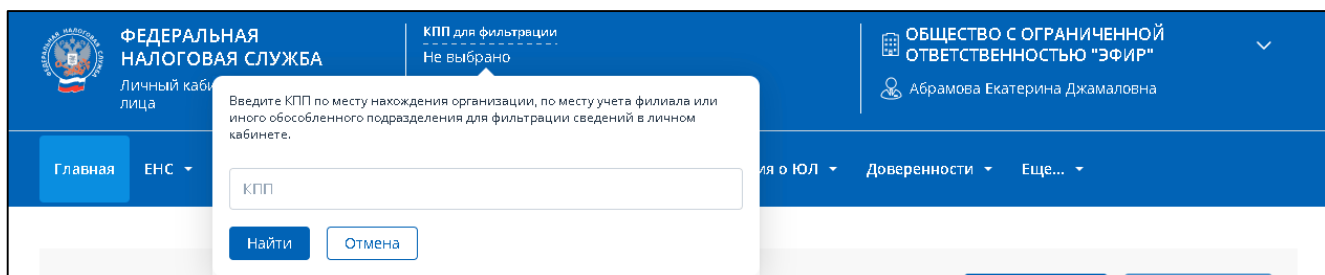 ФЕДЕРАЛЬНАЯ
НАЛОГОВАЯ СЛУЖБА
Личный каби
лица
КПП для фильтрации
Не выбрано
ОБЩЕСТВО С ОГРАНИЧЕННОЙ
ОТВЕТСТВЕННОСТЬЮ "ЭФИР"
Абрамова Екатерина Джамаловна
Введите КПП по месту нахождения организации, по месту учета филиала или
иного обособленного подразделения для фильтрации сведений в личном
кабинете.
КПП
Найти Отмена
Главная ЕНС ия о ЮЛ Доверенности Еще...